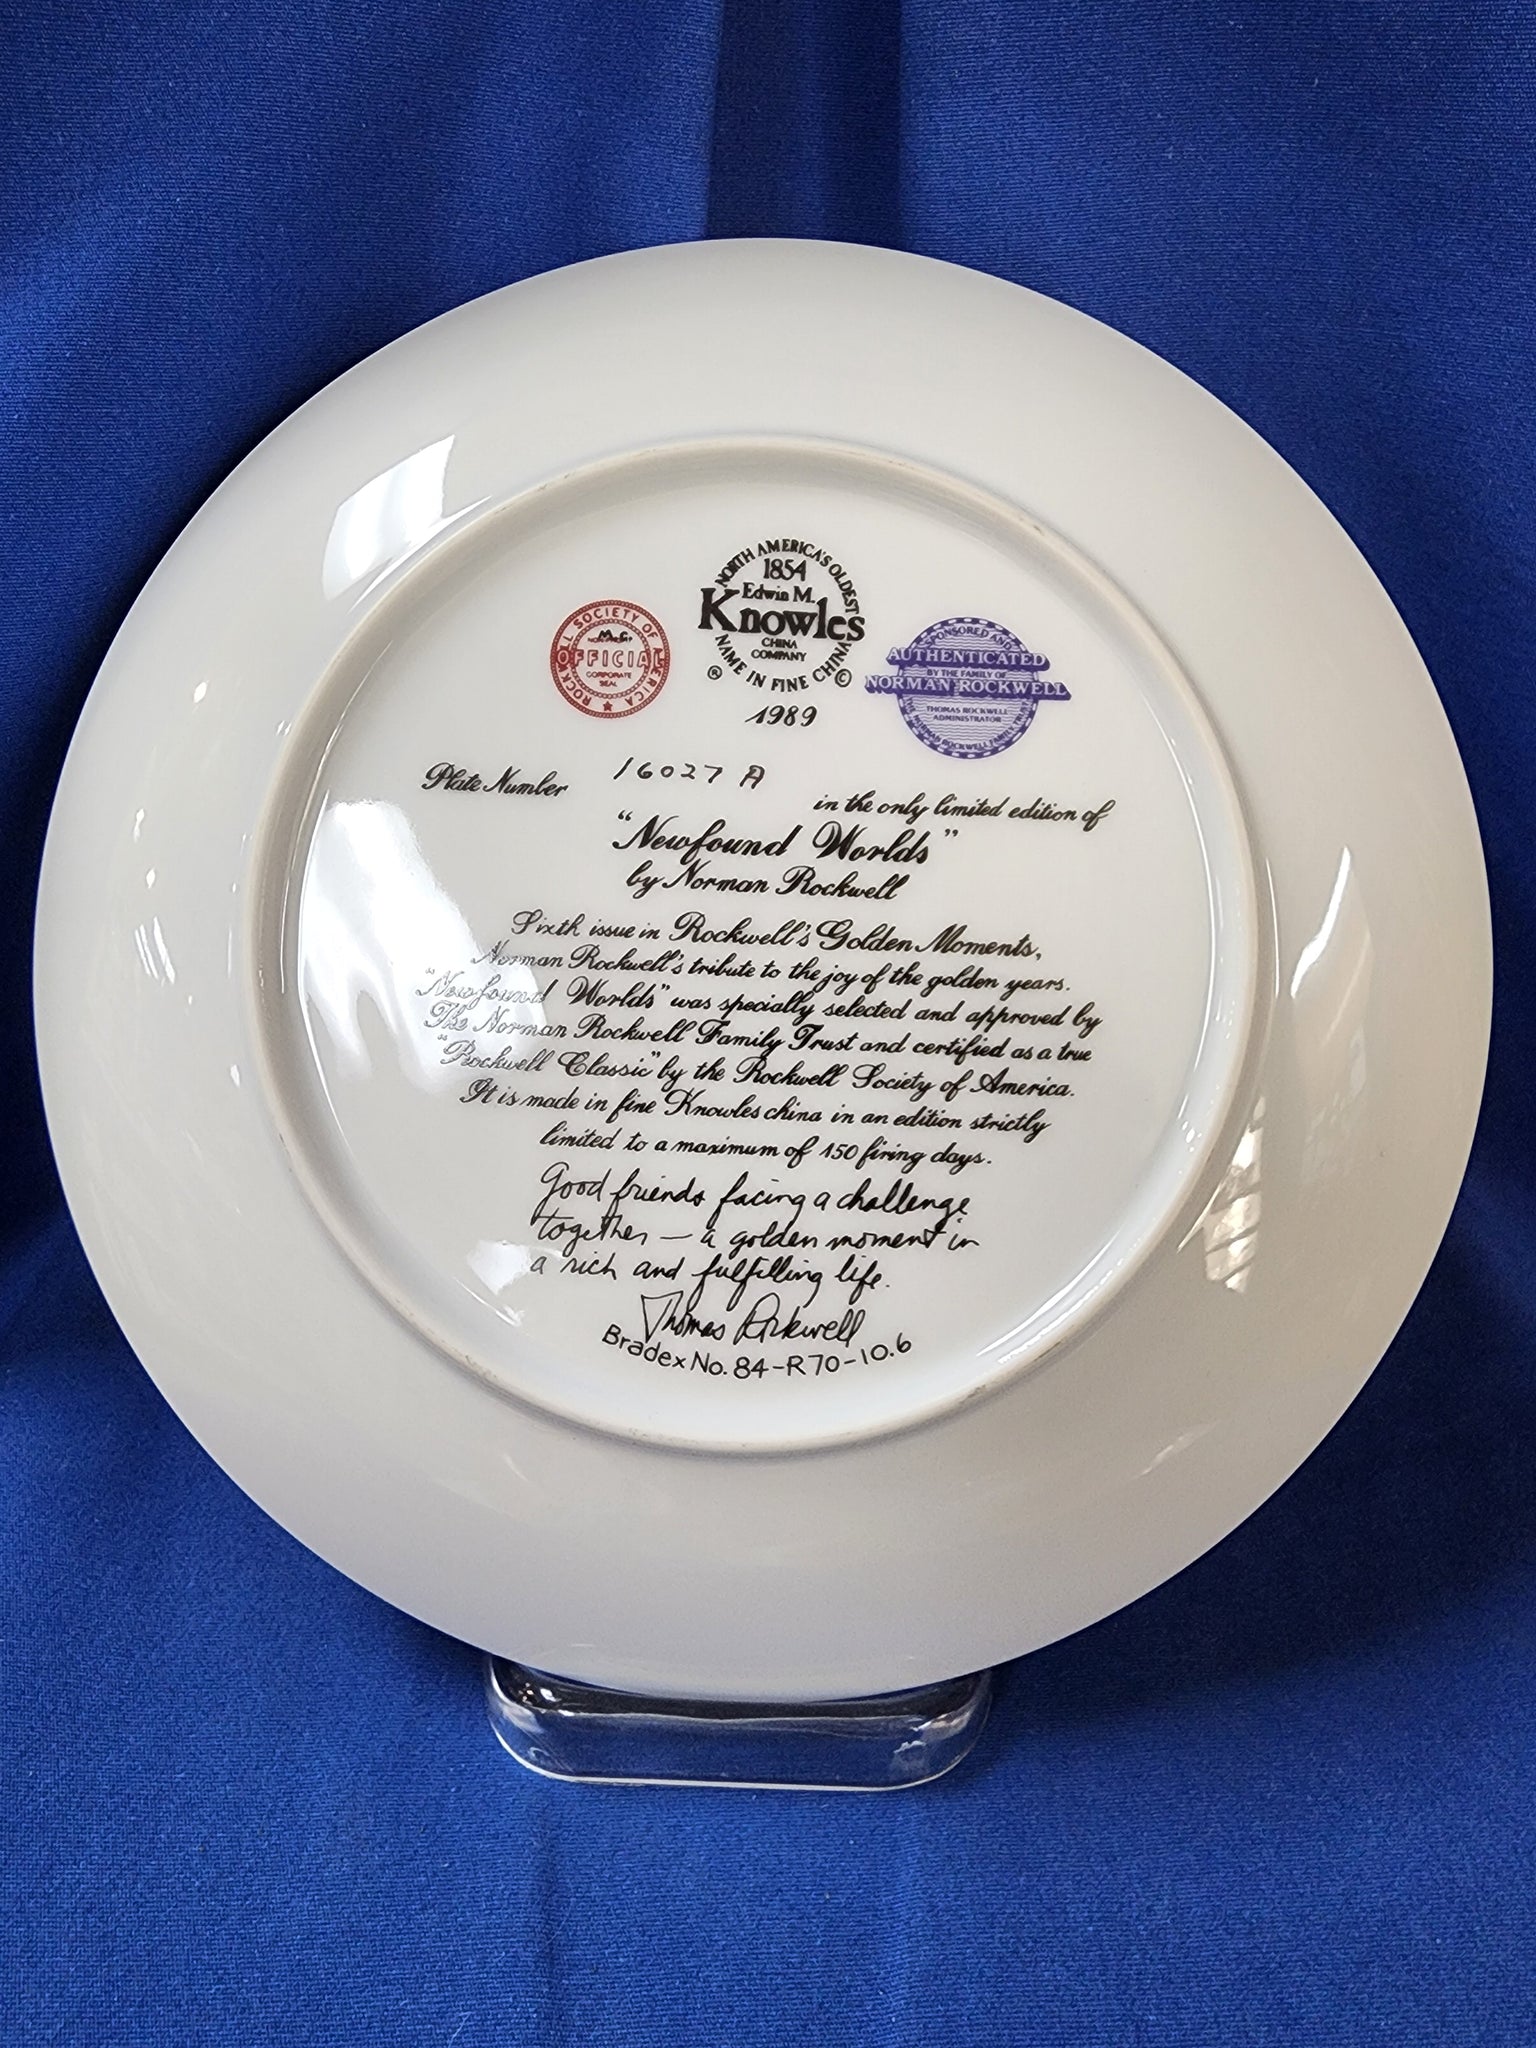 NORTH AMERICA'S OLDEST
1854
Edwin M.
Knowles
CHINA
COMPANY
® NAME IN FINE CHINA ©
1989
ROCKWELL SOCIETY OF AMERICA
OFFICIAL
CORPORATE
SEAL
SPONSORED AND
AUTHENTICATED
BY THE FAMILY OF
NORMAN ROCKWELL
THOMAS ROCKWELL
ADMINISTRATOR
NORMAN ROCKWELL FAMILY TRUST
Plate Number 16027 A in the only limited edition of
"Newfound Worlds"
by Norman Rockwell
Sixth issue in Rockwell's Golden Moments,
Norman Rockwell's tribute to the joy of the golden years.
"Newfound Worlds" was specially selected and approved by
The Norman Rockwell Family Trust and certified as a true
"Rockwell Classic" by the Rockwell Society of America.
It is made in fine Knowles china in an edition strictly
limited to a maximum of 150 firing days.
Good friends facing a challenge
together — a golden moment in
a rich and fulfilling life.
Thomas Rockwell
Bradex No. 84-R70-10.6